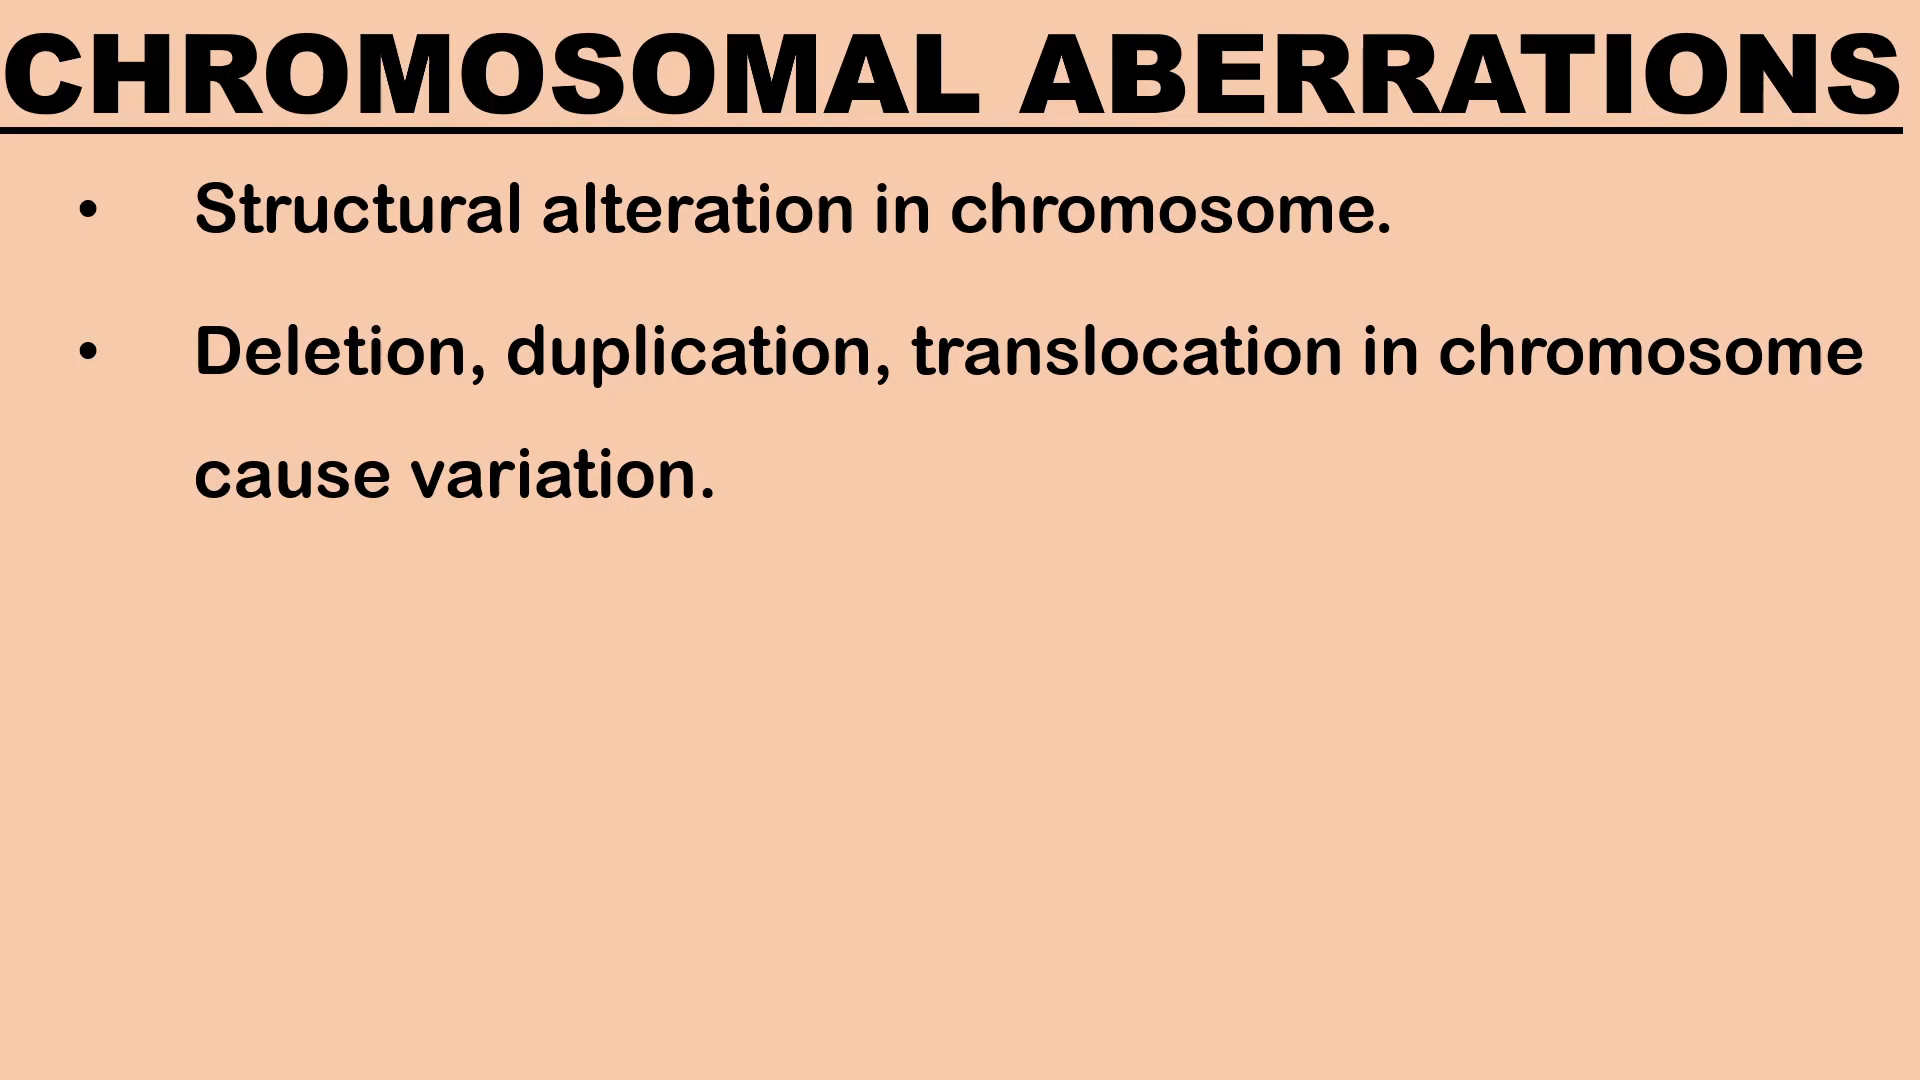 CHROMOSOMAL ABERRATIONS
• Structural alteration in chromosome.
• Deletion, duplication, translocation in chromosome
cause variation.